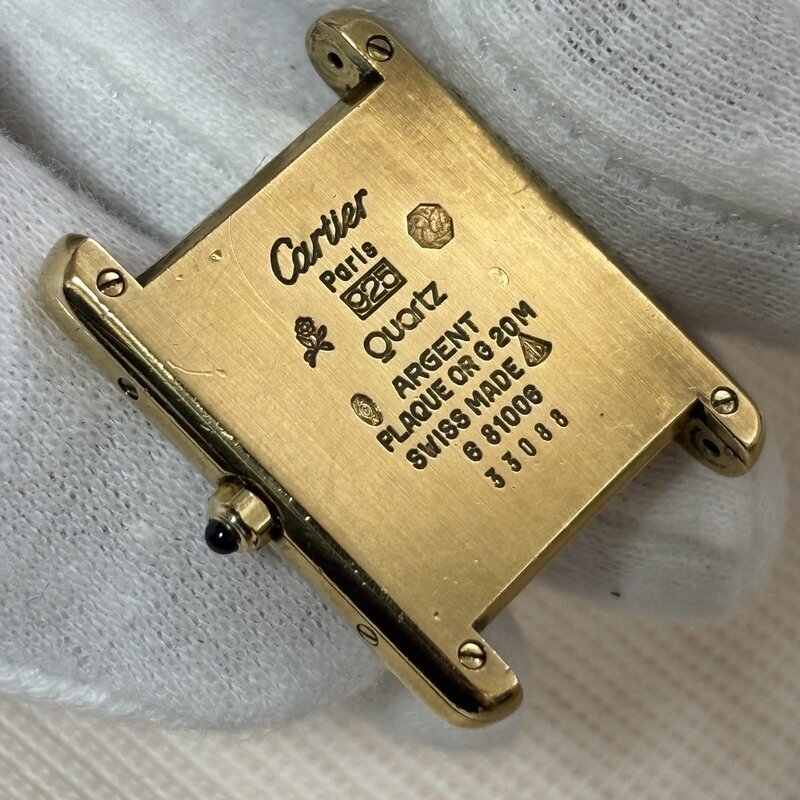 Cartier
Paris
925
Quartz
ARGENT
PLAQUE OR G 20M
SWISS MADE
6 81006
33088